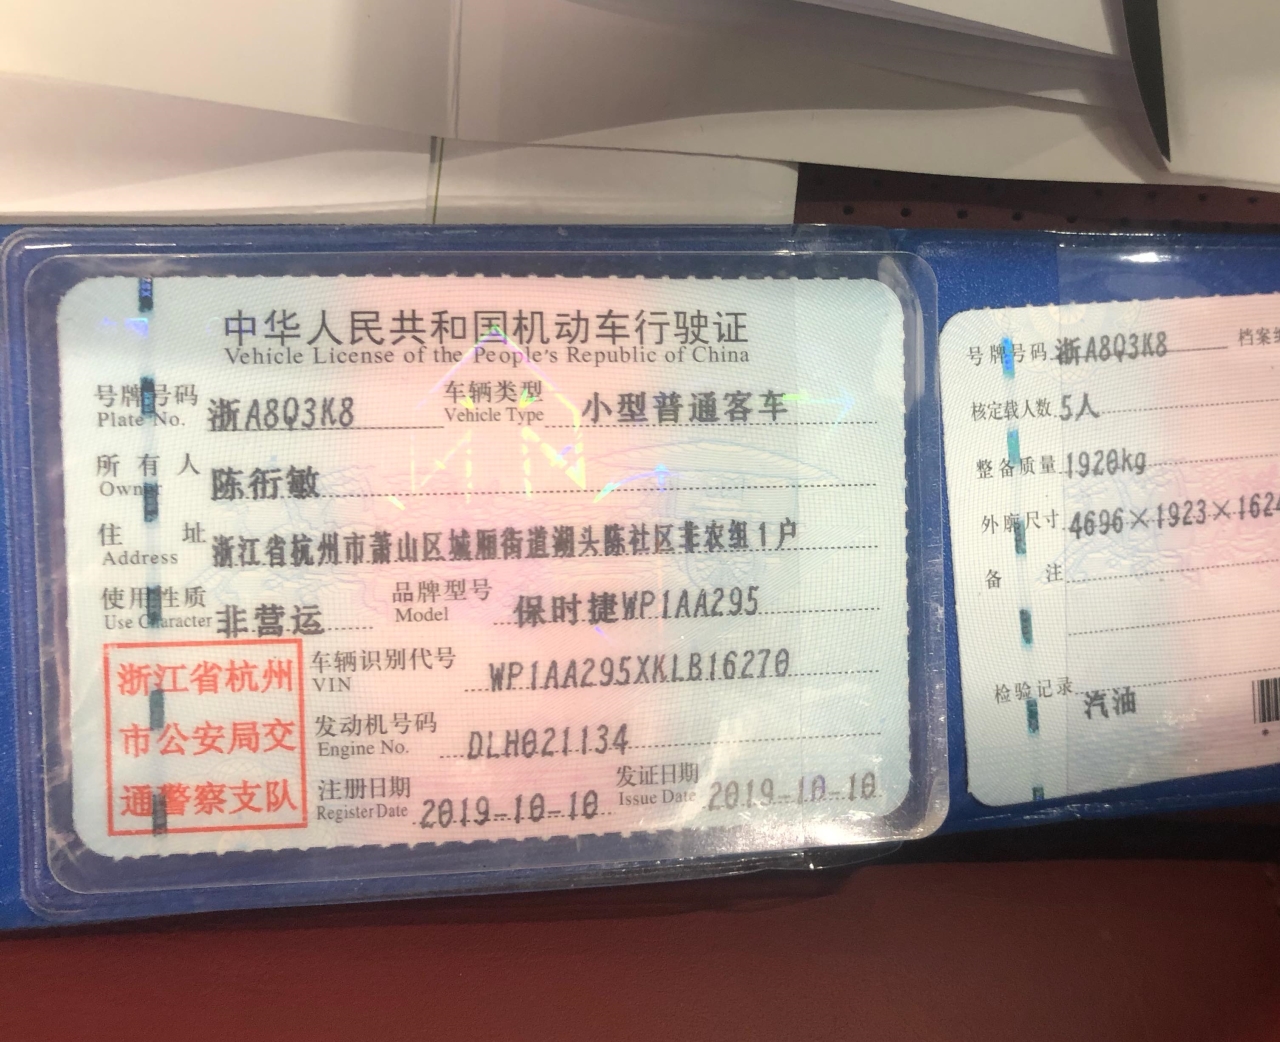 中华人民共和国机动车行驶证
Vehicle License of the People's Republic of China
号牌号码 浙A8Q3K8 车辆类型 小型普通客车
Plate No. Vehicle Type
所有人 陈衍敏
Owner
住址 浙江省杭州市萧山区城厢街道湖头陈社区非农组1户
Address
使用性质 非营运 品牌型号 保时捷WP1AA295
Use Character Model
车辆识别代号 WP1AA295XKLB16270
VIN
发动机号码 DLH021134
Engine No.
注册日期 2019-10-10 发证日期 2019-10-10
Register Date Issue Date
浙江省杭州
市公安局交
通警察支队
号牌号码 浙A8Q3K8 档案
核定载人数 5人
整备质量 1920kg
外廓尺寸 4696×1923×1624
备注
检验记录 汽油